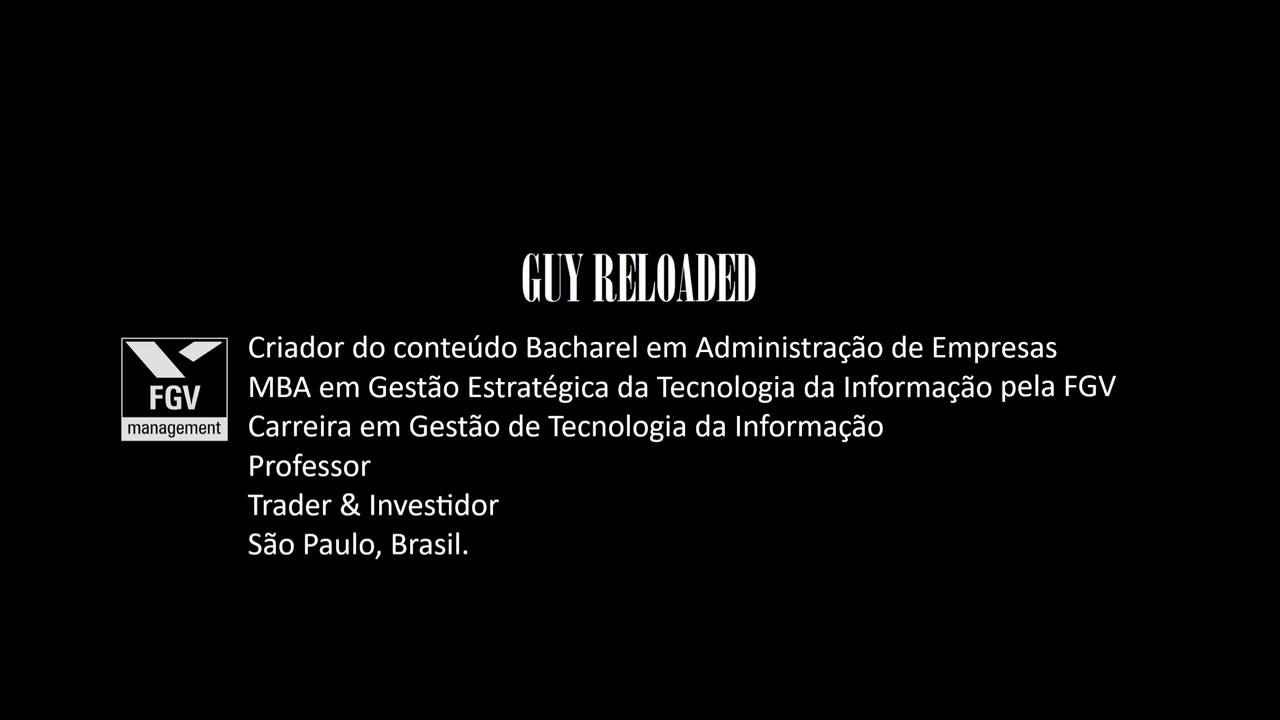 GUY RELOADED
FGV
management
Criador do conteúdo Bacharel em Administração de Empresas
MBA em Gestão Estratégica da Tecnologia da Informação pela FGV
Carreira em Gestão de Tecnologia da Informação
Professor
Trader & Investidor
São Paulo, Brasil.